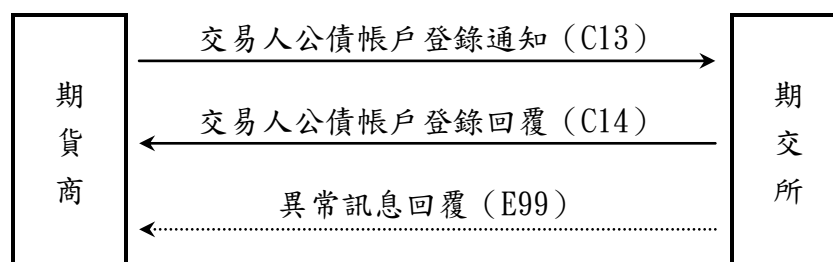 期貨商
交易人公債帳戶登錄通知（C13）
交易人公債帳戶登錄回覆（C14）
異常訊息回覆（E99）
期交所